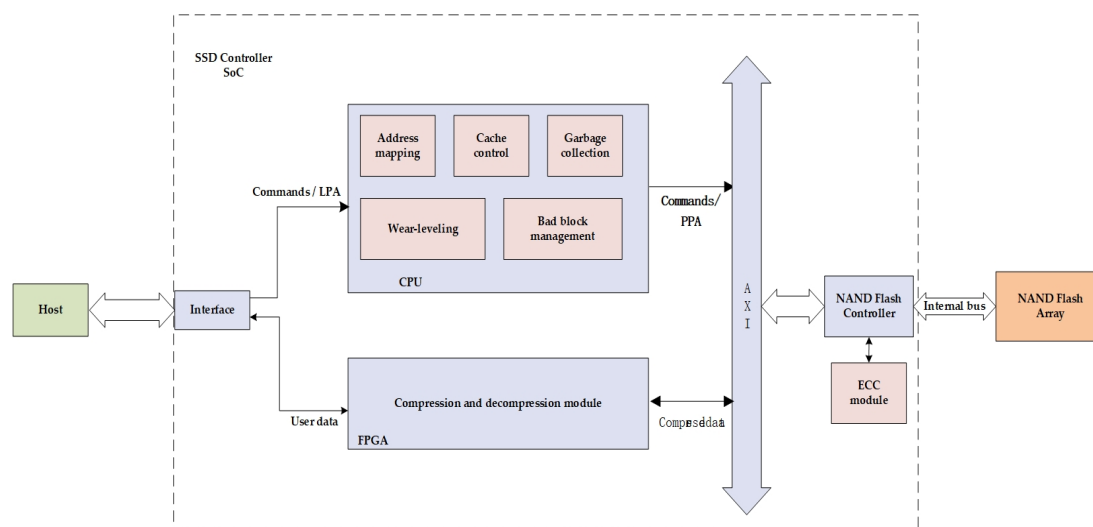 SSD Controller
SoC
Address
mapping
Cache
control
Garbage
collection
Commands / LPA
Wear-leveling
Bad block
management
CPU
Commands/
PPA
Host
Interface
AXI
NAND Flash
Controller
Internal bus
NAND Flash
Array
ECC
module
Compression and decompression module
FPGA
User data